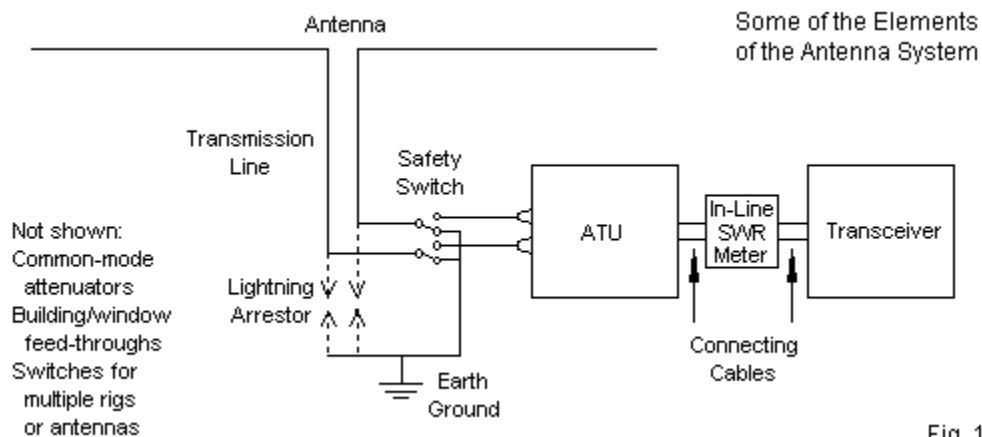 Antenna
Some of the Elements
of the Antenna System
Transmission
Line
Safety
Switch
ATU
In-Line
SWR
Meter
Transceiver
Not shown:
Common-mode
attenuators
Building/window
feed-throughs
Switches for
multiple rigs
or antennas
Lightning
Arrestor
Earth
Ground
Connecting
Cables
Fig. 1